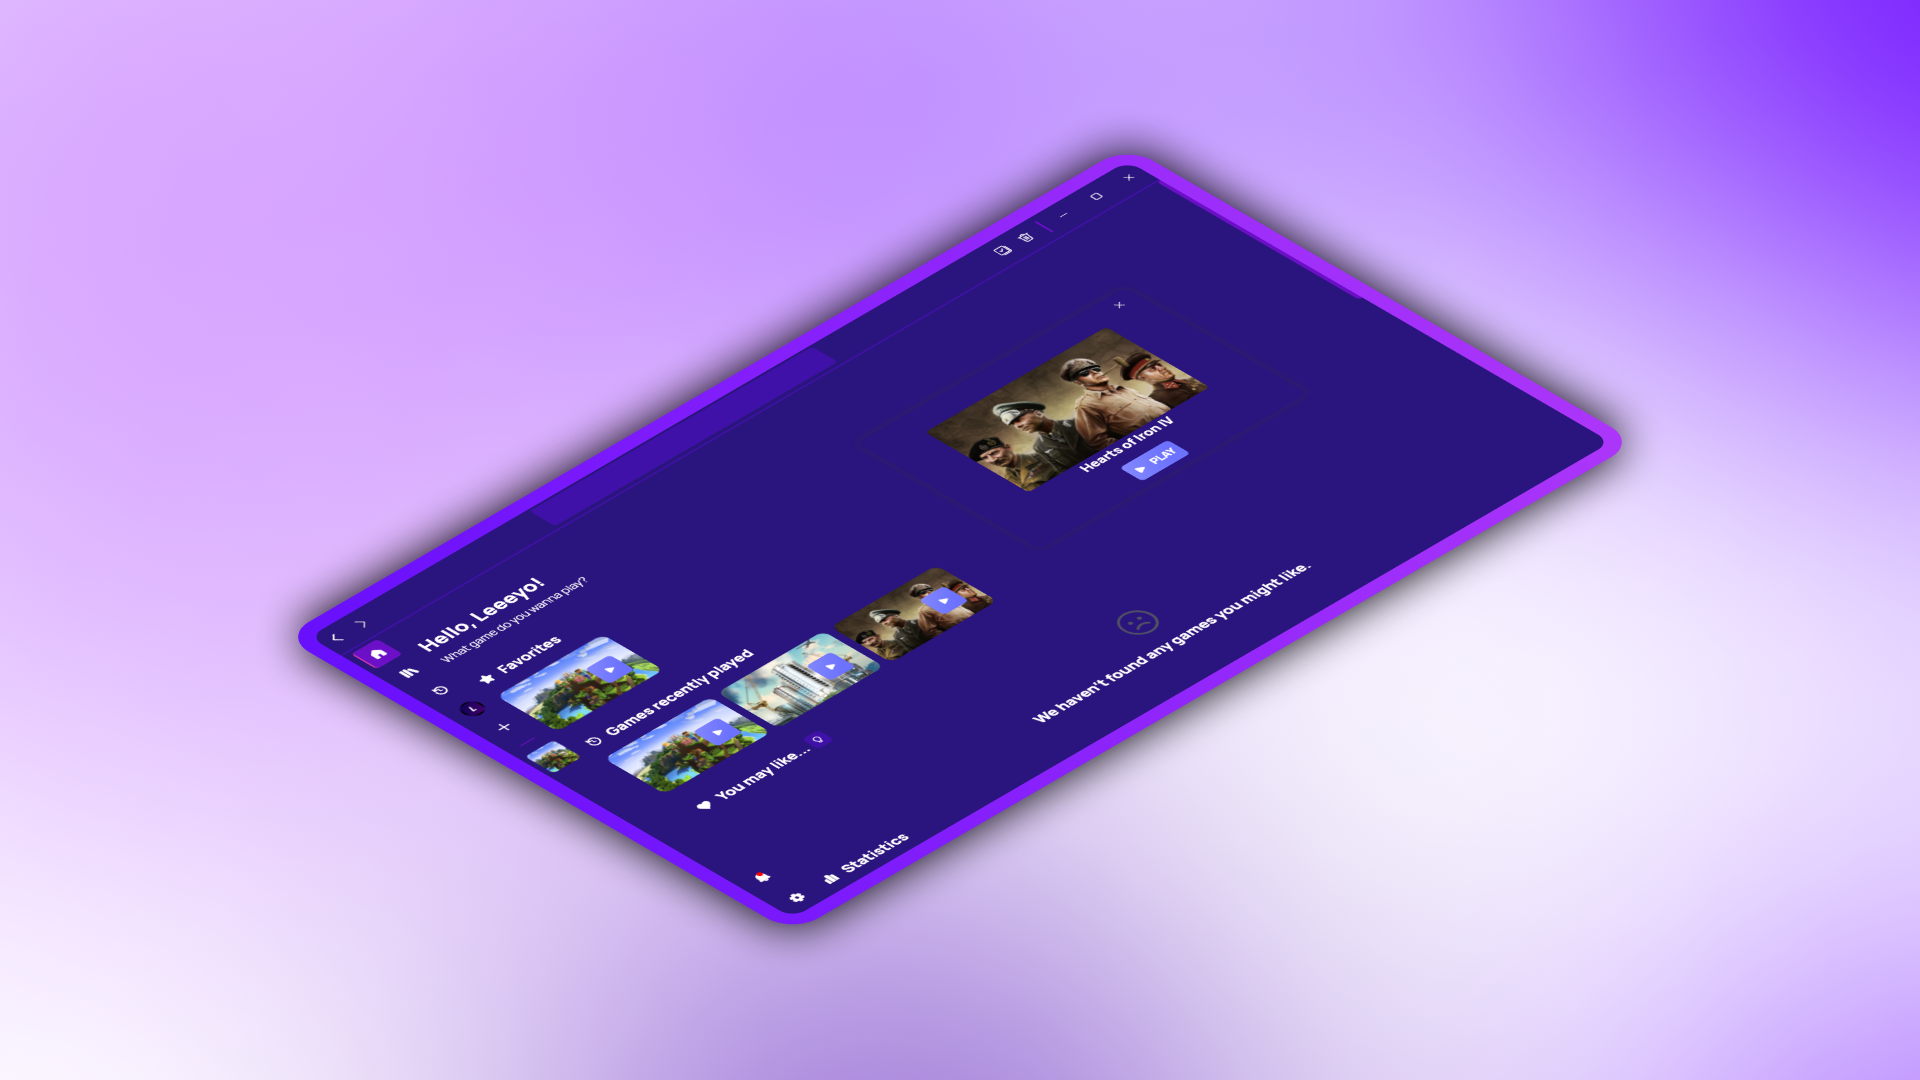 Hello, Leeeyo!
What game do you wanna play?
Favorites
Games recently played
You may like...
We haven't found any games you might like.
Statistics
Hearts of Iron IV
PLAY
L